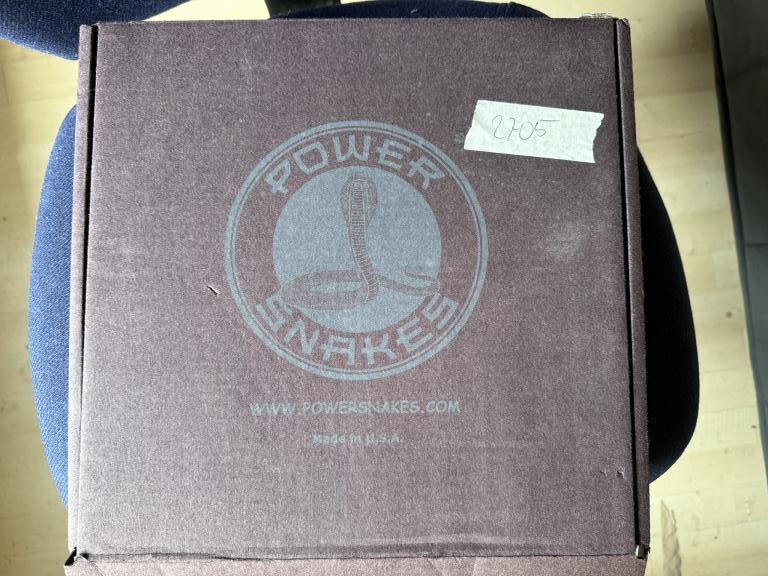 2705
POWER
SNAKES
WWW.POWERSNAKES.COM
Made in U.S.A.